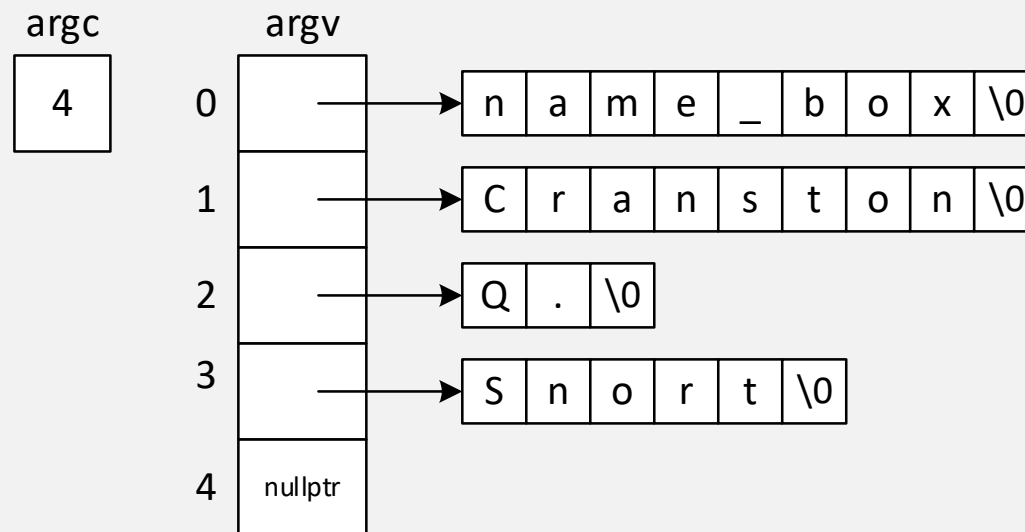 argc argv
4 0 n a m e _ b o x \0
1 C r a n s t o n \0
2 Q . \0
3 S n o r t \0
4 nullptr